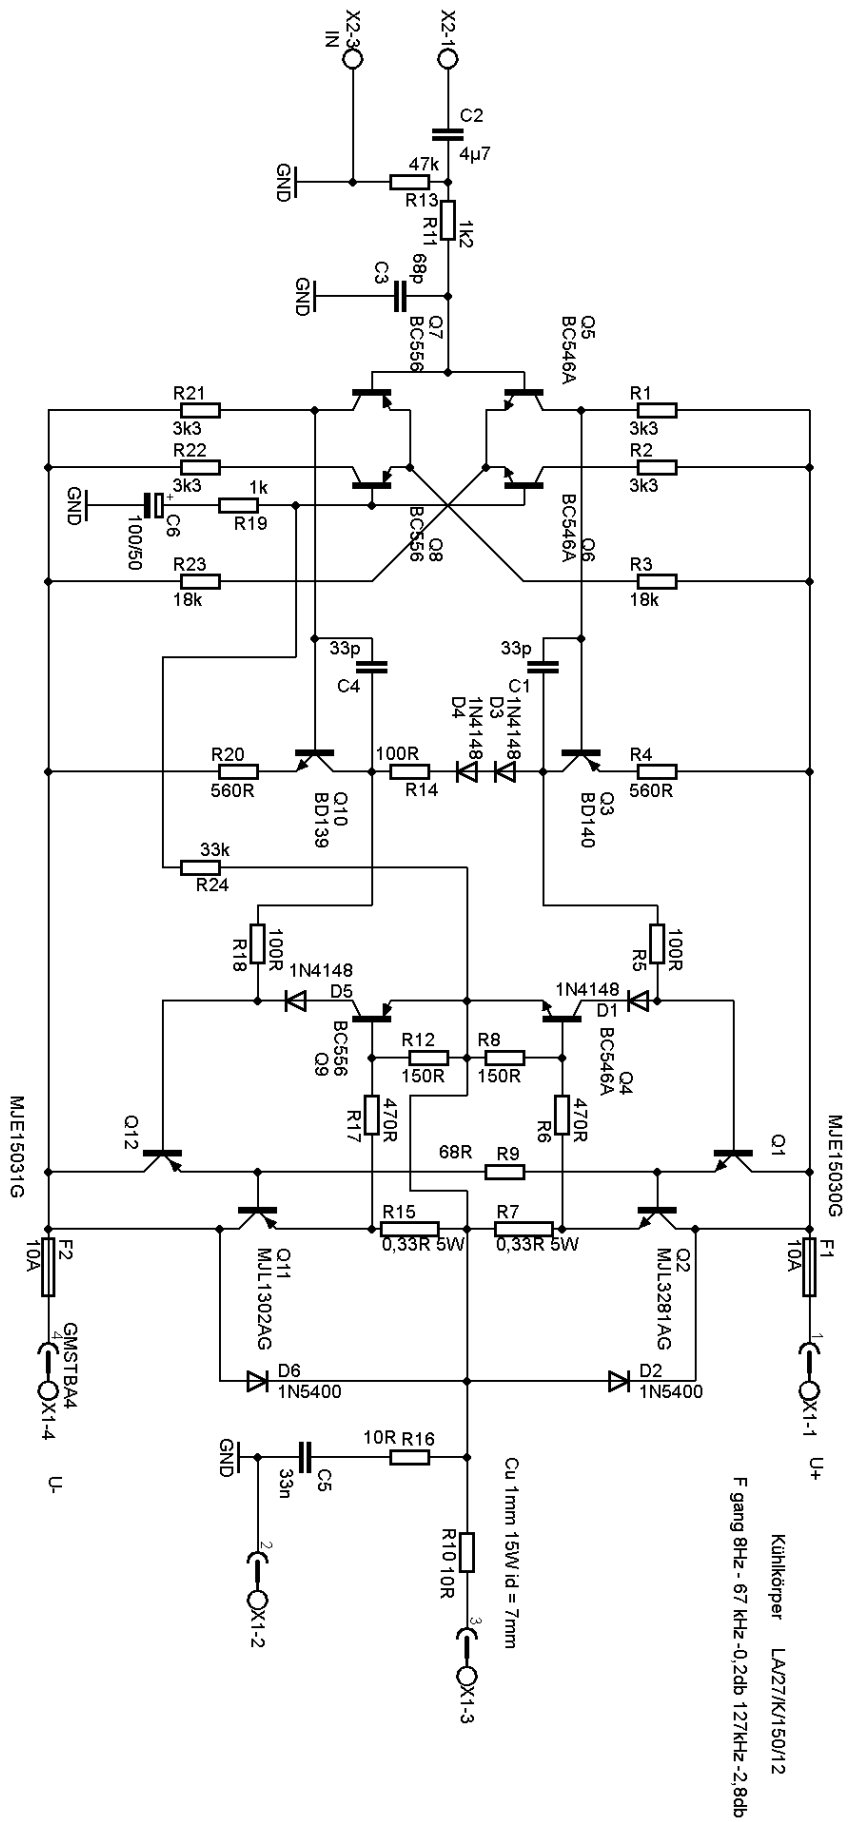 X2-3
IN
X2-1
C2
4µ7
47k
R13
GND
1k2
R11
68p
C3
GND
Q7
BC556
Q5
BC546A
R21
3k3
R1
3k3
R22
3k3
R2
3k3
GND
100/50
C6
+
1k
R19
Q8
BC556
Q6
BC546A
R23
18k
R3
18k
33p
C4
33p
C1
1N4148
D4
1N4148
D3
R20
560R
Q10
BD139
100R
R14
Q3
BD140
R4
560R
33k
R24
100R
R18
100R
R5
1N4148
D5
1N4148
D1
BC556
Q9
BC546A
Q4
R12
150R
R8
150R
470R
R17
470R
R6
MJE15031G
Q12
68R
R9
Q1
MJE15030G
R15
0,33R 5W
R7
0,33R 5W
F2
10A
Q11
MJL1302AG
Q2
MJL3281AG
F1
10A
4
GMSTBA4
X1-4
U-
D6
1N5400
D2
1N5400
1
X1-1
U+
GND
33n
C5
10R
R16
2
X1-2
R10
10R
3
X1-3
Cu 1mm 15W id = 7mm
Kühlkörper LA/27/K/150/12
F gang 8Hz - 67 kHz -0,2db 127kHz -2,8db